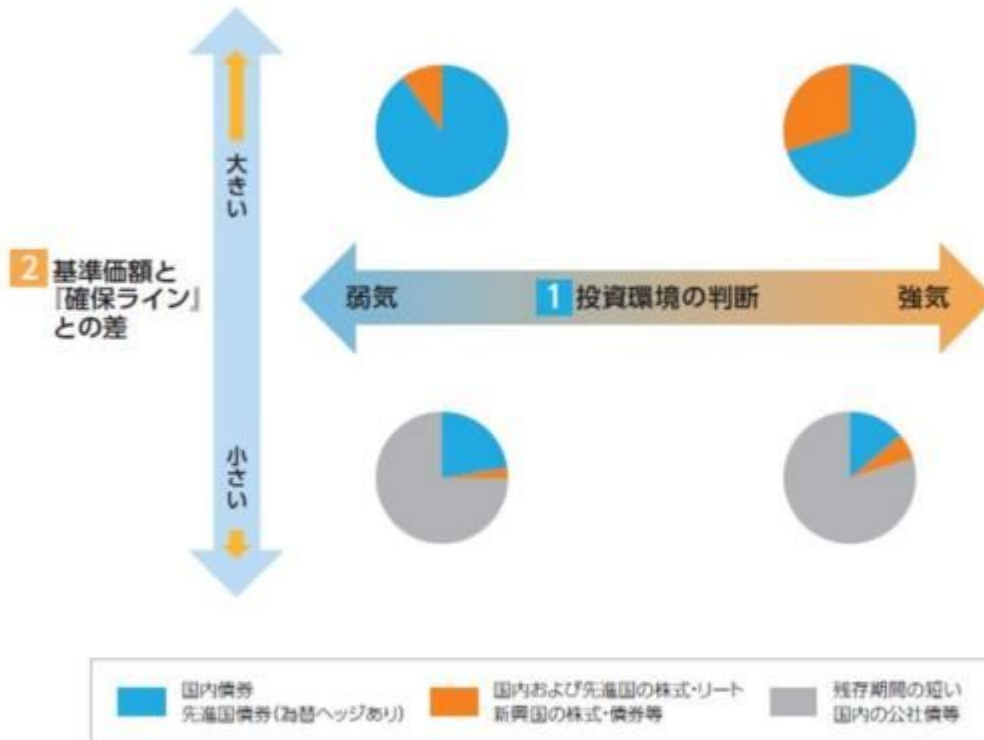 大きい
2 基準価額と
『確保ライン』
との差
弱気
1 投資環境の判断
強気
小さい
国内債券
先進国債券(為替ヘッジあり)
国内および先進国の株式・リート
新興国の株式・債券等
残存期間の短い
国内の公社債等